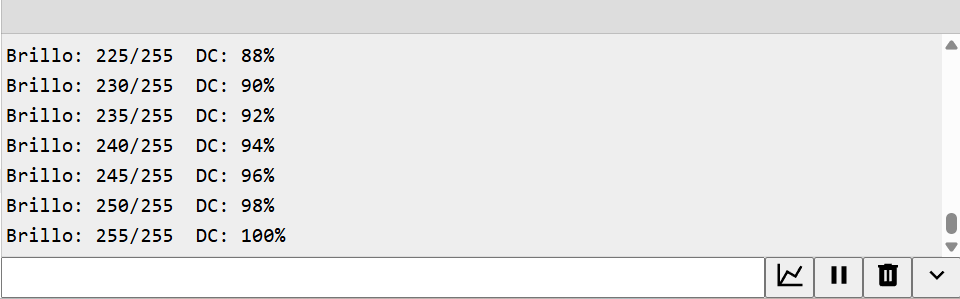 Brillo: 225/255  DC: 88%
Brillo: 230/255  DC: 90%
Brillo: 235/255  DC: 92%
Brillo: 240/255  DC: 94%
Brillo: 245/255  DC: 96%
Brillo: 250/255  DC: 98%
Brillo: 255/255  DC: 100%